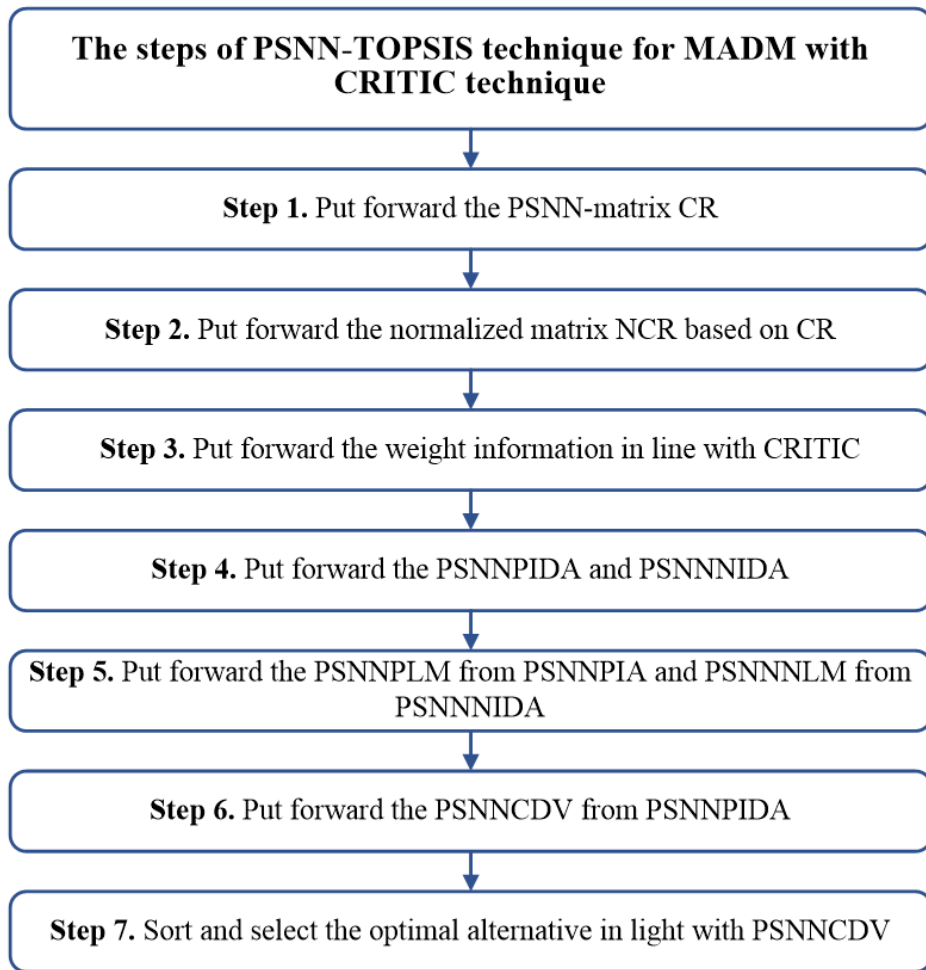 The steps of PSNN-TOPSIS technique for MADM with
CRITIC technique
Step 1. Put forward the PSNN-matrix CR
Step 2. Put forward the normalized matrix NCR based on CR
Step 3. Put forward the weight information in line with CRITIC
Step 4. Put forward the PSNNPIDA and PSNNNIDA
Step 5. Put forward the PSNNPLM from PSNNPIA and PSNNNLM from
PSNNNIDA
Step 6. Put forward the PSNNCDV from PSNNPIDA
Step 7. Sort and select the optimal alternative in light with PSNNCDV